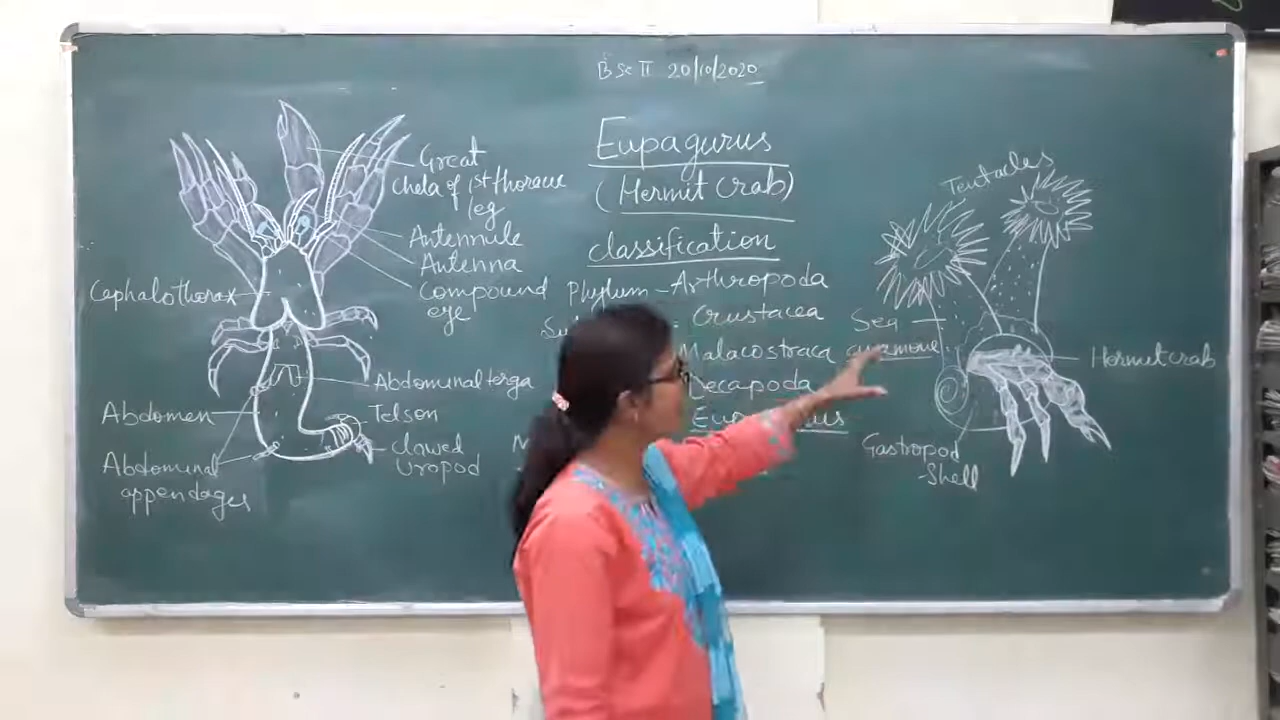 BSc II 20/10/2020
Eupagurus
(Hermit Crab)
classification
Phylum - Arthropoda
Crustacea
Malacostraca
Decapoda
Great
Chela of 1st thoracic
leg
Antennule
Antenna
Compound
eye
Cephalothorax
Abdominal terga
Abdomen
Telson
Clawed
Uropod
Abdominal
appendages
Tentacles
Sea
anemone
Hermit crab
Gastropod
Shell